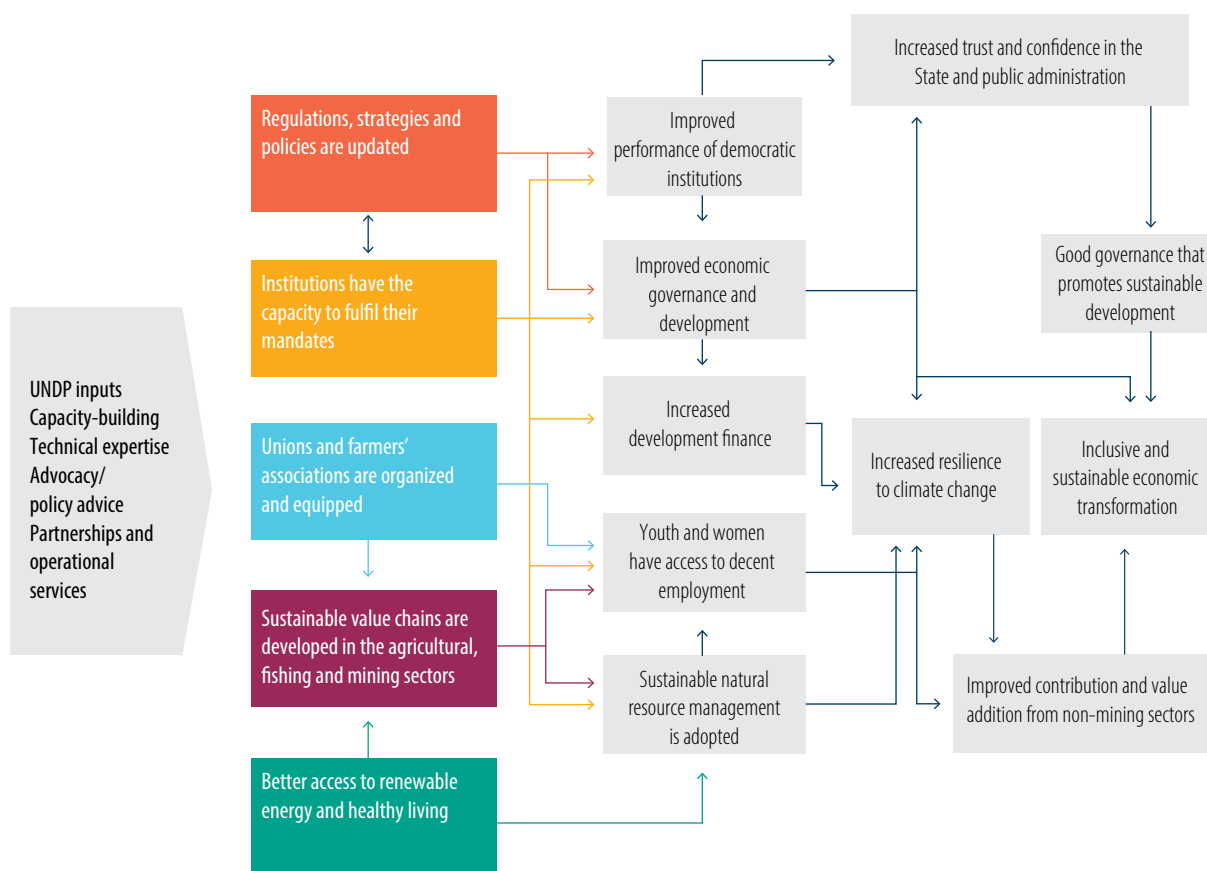 UNDP inputs
Capacity-building
Technical expertise
Advocacy/
policy advice
Partnerships and
operational
services
Regulations, strategies and
policies are updated
Institutions have the
capacity to fulfil their
mandates
Unions and farmers’
associations are organized
and equipped
Sustainable value chains are
developed in the agricultural,
fishing and mining sectors
Better access to renewable
energy and healthy living
Improved
performance of democratic
institutions
Improved economic
governance and
development
Increased
development finance
Youth and women
have access to decent
employment
Sustainable natural
resource management
is adopted
Increased trust and confidence in the
State and public administration
Good governance that
promotes sustainable
development
Increased resilience
to climate change
Inclusive and
sustainable economic
transformation
Improved contribution and value
addition from non-mining sectors